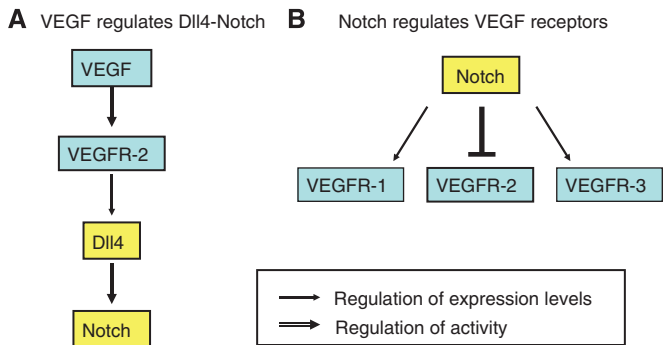 A VEGF regulates Dll4-Notch
VEGF
VEGFR-2
Dll4
Notch
B Notch regulates VEGF receptors
Notch
VEGFR-1 VEGFR-2 VEGFR-3
Regulation of expression levels
Regulation of activity